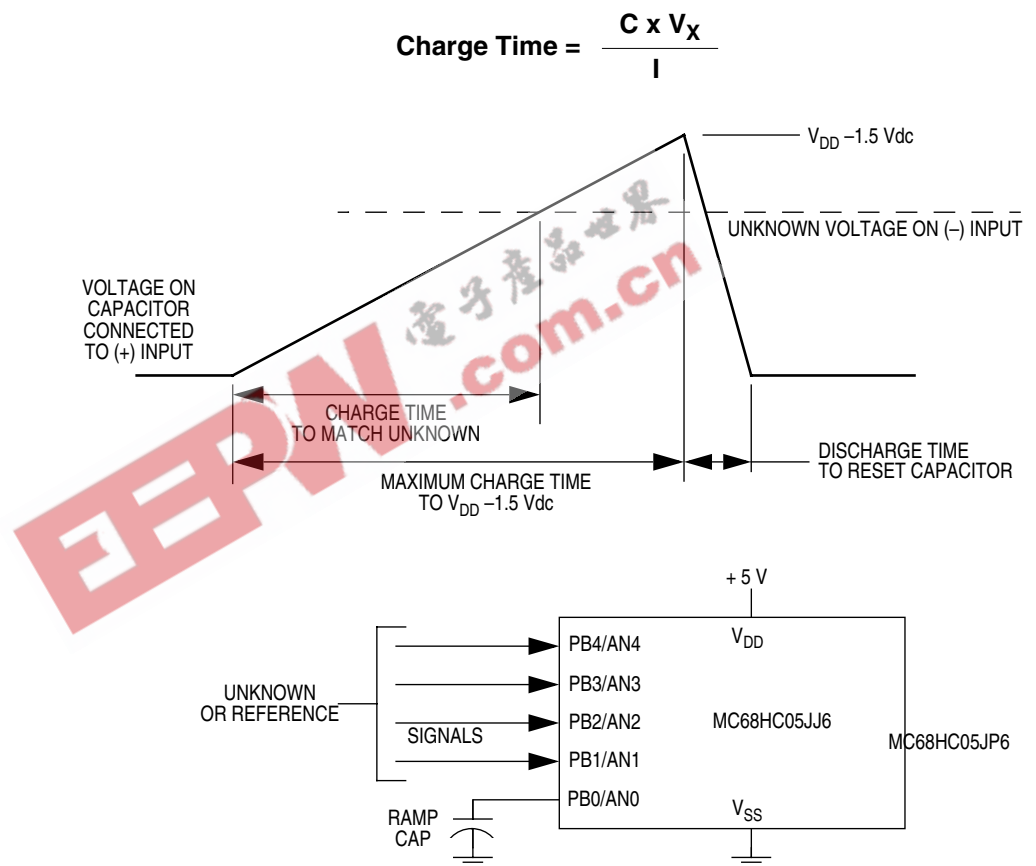 Charge Time = C x VX
I
VDD –1.5 Vdc
UNKNOWN VOLTAGE ON (–) INPUT
VOLTAGE ON
CAPACITOR
CONNECTED
TO (+) INPUT
電子產品世界
.com.cn
EEPW
CHARGE TIME
TO MATCH UNKNOWN
MAXIMUM CHARGE TIME
TO VDD –1.5 Vdc
DISCHARGE TIME
TO RESET CAPACITOR
+ 5 V
VDD
PB4/AN4
PB3/AN3
UNKNOWN
OR REFERENCE
SIGNALS
PB2/AN2
MC68HC05JJ6
MC68HC05JP6
PB1/AN1
PB0/AN0
RAMP
CAP
VSS